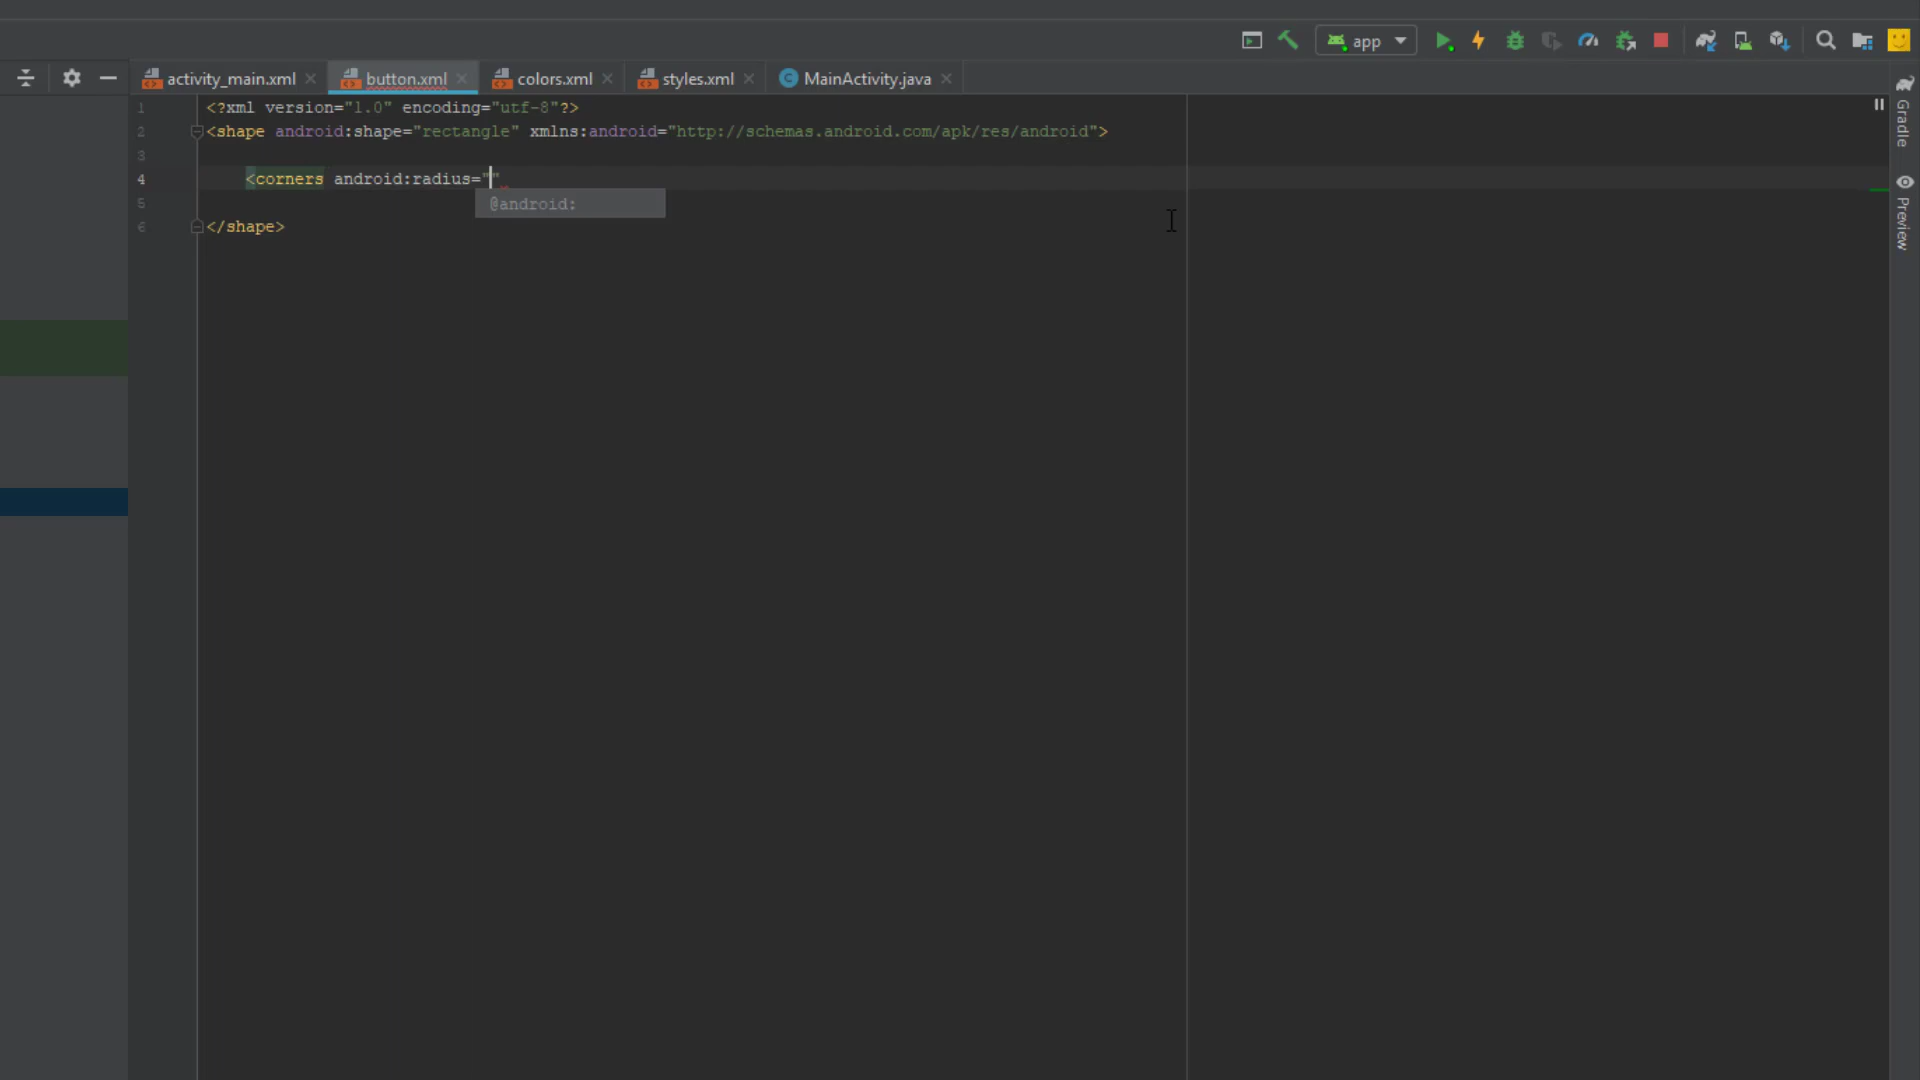 app
activity_main.xml button.xml colors.xml styles.xml MainActivity.java
1 <?xml version="1.0" encoding="utf-8"?>
2 <shape android:shape="rectangle" xmlns:android="http://schemas.android.com/apk/res/android">
3
4 <corners android:radius=""
@android:
5
6 </shape>
Gradle
Preview